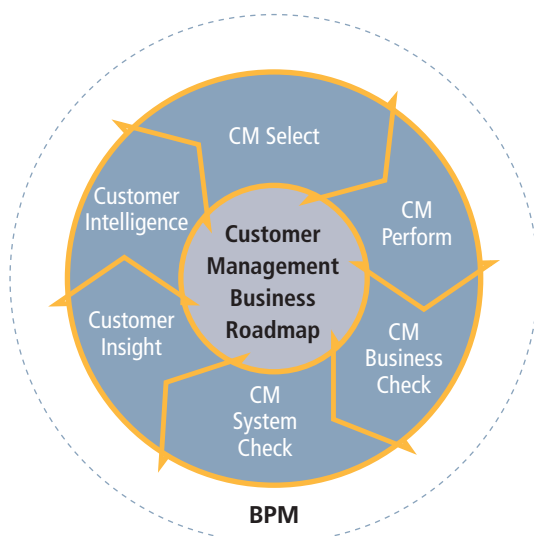 CM Select
CM
Perform
CM
Business
Check
CM
System
Check
Customer
Insight
Customer
Intelligence
Customer
Management
Business
Roadmap
BPM